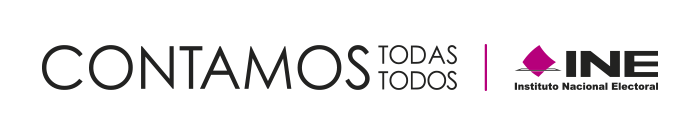 CONTAMOS TODAS TODOS
INE
Instituto Nacional Electoral